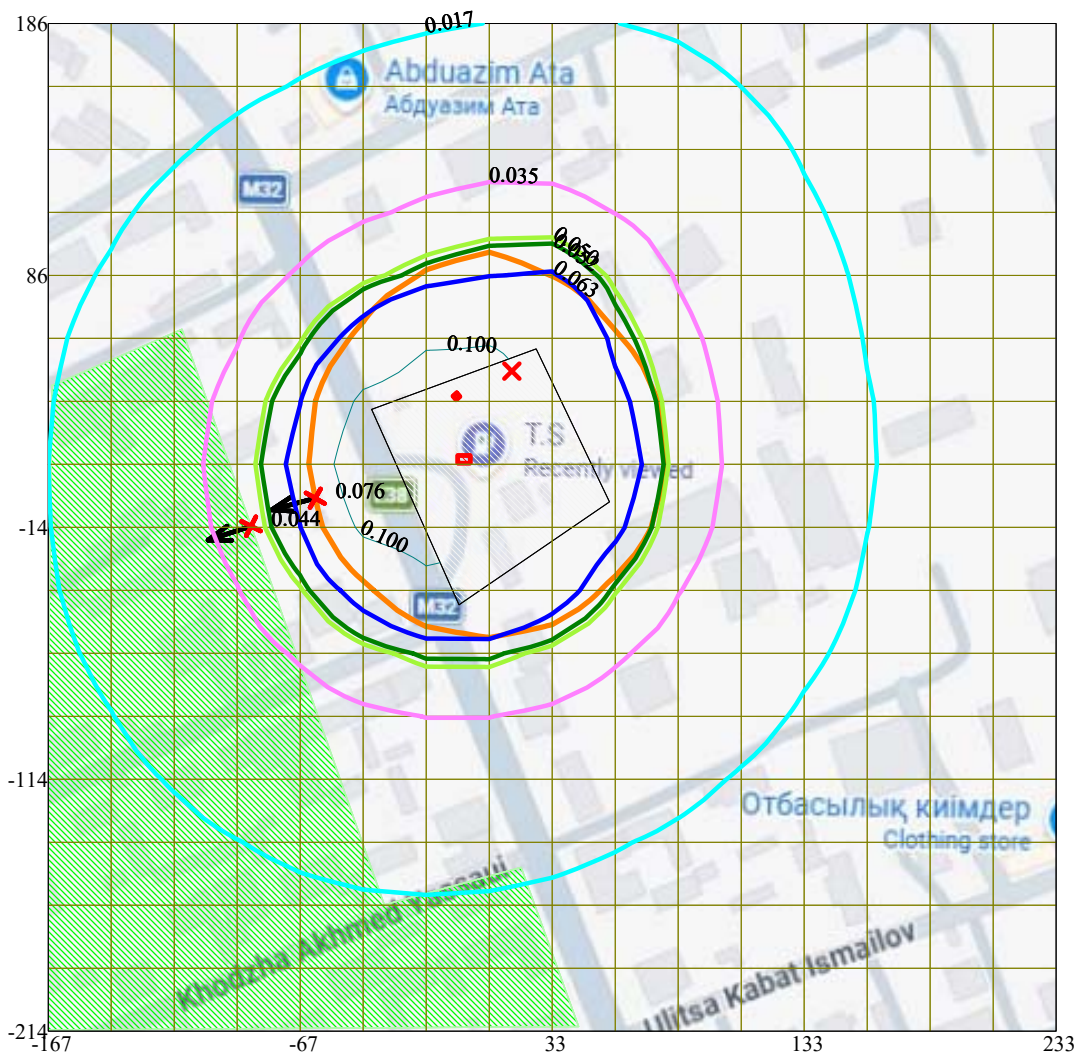 186
0.017
Abduazim Ata
Абдуазим Ата
M32
0.035
0.050
0.063
86
0.100
T.S
Recently viewed
0.076
0.044
0.100
-14
M32
-114
Отбасылық киімдер
Clothing store
Khodzha Akhmed Yassaui
Ulitsa Kabat Ismailov
-214
-167
-67
33
133
233